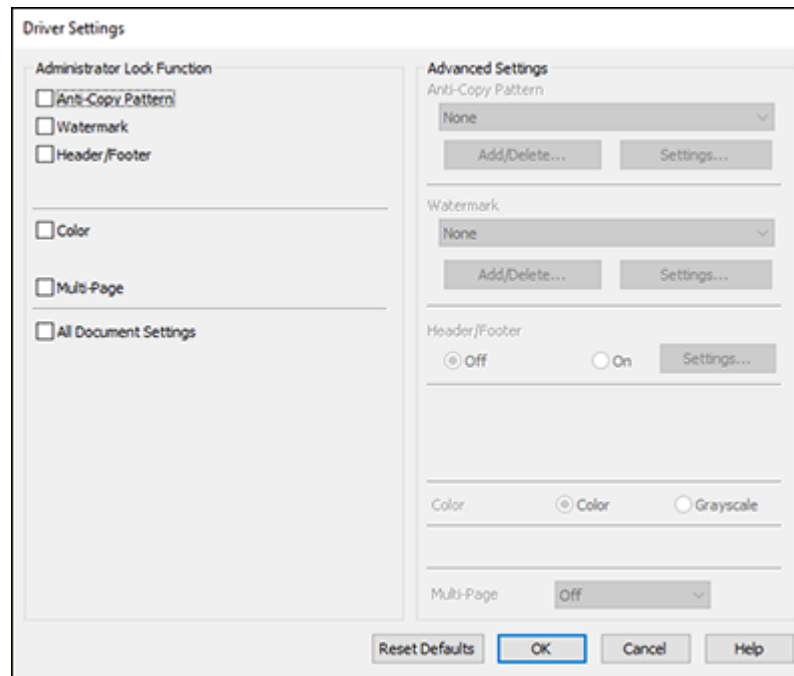 Driver Settings
Administrator Lock Function
Anti-Copy Pattern
Watermark
Header/Footer
Color
Multi-Page
All Document Settings
Advanced Settings
Anti-Copy Pattern
None
Add/Delete... Settings...
Watermark
None
Add/Delete... Settings...
Header/Footer
Off On Settings...
Color Color Grayscale
Multi-Page Off
Reset Defaults OK Cancel Help